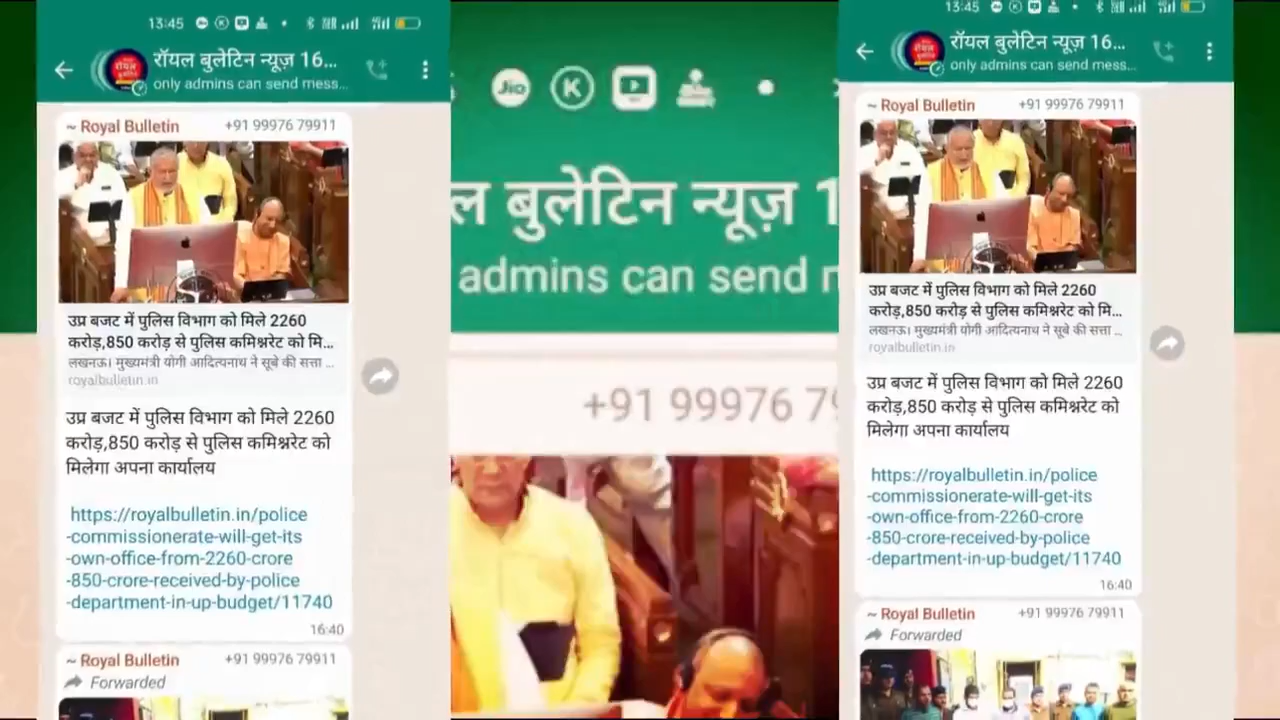 13:45
रॉयल बुलेटिन न्यूज़ 16...
only admins can send mess...
~ Royal Bulletin +91 99976 79911
उप्र बजट में पुलिस विभाग को मिले 2260
करोड़,850 करोड़ से पुलिस कमिश्नरेट को मि...
लखनऊ। मुख्यमंत्री योगी आदित्यनाथ ने सूबे की सत्ता ...
royalbulletin.in
उप्र बजट में पुलिस विभाग को मिले 2260
करोड़,850 करोड़ से पुलिस कमिश्नरेट को
मिलेगा अपना कार्यालय
https://royalbulletin.in/police
-commissionerate-will-get-its
-own-office-from-2260-crore
-850-crore-received-by-police
-department-in-up-budget/11740
16:40
~ Royal Bulletin +91 99976 79911
Forwarded
Jio K
ल बुलेटिन न्यूज़ 1
admins can send
+91 99976 79
13:45
रॉयल बुलेटिन न्यूज़ 16...
only admins can send mess...
~ Royal Bulletin +91 99976 79911
उप्र बजट में पुलिस विभाग को मिले 2260
करोड़,850 करोड़ से पुलिस कमिश्नरेट को मि...
लखनऊ। मुख्यमंत्री योगी आदित्यनाथ ने सूबे की सत्ता ...
royalbulletin.in
उप्र बजट में पुलिस विभाग को मिले 2260
करोड़,850 करोड़ से पुलिस कमिश्नरेट को
मिलेगा अपना कार्यालय
https://royalbulletin.in/police
-commissionerate-will-get-its
-own-office-from-2260-crore
-850-crore-received-by-police
-department-in-up-budget/11740
16:40
~ Royal Bulletin +91 99976 79911
Forwarded